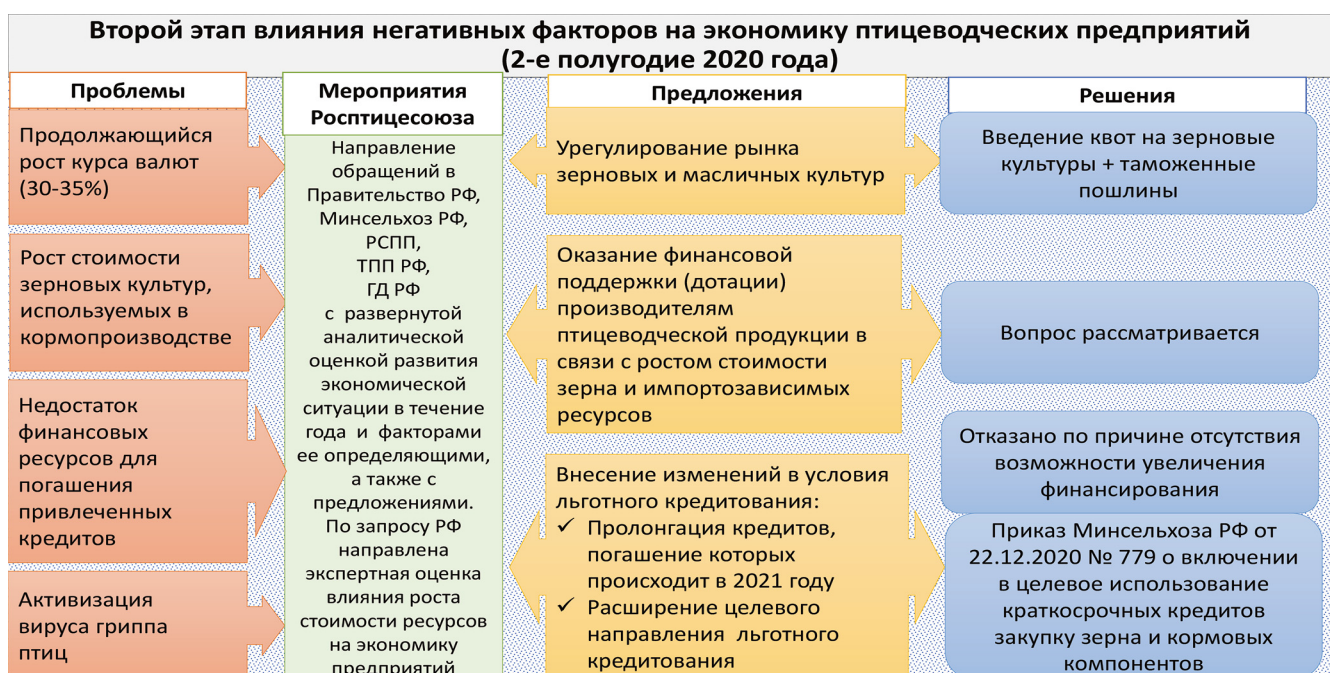 Второй этап влияния негативных факторов на экономику птицеводческих предприятий
(2-е полугодие 2020 года)
Проблемы
Продолжающийся
рост курса валют
(30-35%)
Рост стоимости
зерновых культур,
используемых в
кормопроизводстве
Недостаток
финансовых
ресурсов для
погашения
привлеченных
кредитов
Активизация
вируса гриппа
птиц
Мероприятия
Росптицесоюза
Направление
обращений в
Правительство РФ,
Минсельхоз РФ,
РСПП,
ТПП РФ,
ГД РФ
с развернутой
аналитической
оценкой развития
экономической
ситуации в течение
года и факторами
ее определяющими,
а также с
предложениями.
По запросу РФ
направлена
экспертная оценка
влияния роста
стоимости ресурсов
на экономику
предприятий
Предложения
Урегулирование рынка
зерновых и масличных культур
Оказание финансовой
поддержки (дотации)
производителям
птицеводческой продукции в
связи с ростом стоимости
зерна и импортозависимых
ресурсов
Внесение изменений в условия
льготного кредитования:
✓ Пролонгация кредитов,
погашение которых
происходит в 2021 году
✓ Расширение целевого
направления льготного
кредитования
Решения
Введение квот на зерновые
культуры + таможенные
пошлины
Вопрос рассматривается
Отказано по причине отсутствия
возможности увеличения
финансирования
Приказ Минсельхоза РФ от
22.12.2020 № 779 о включении
в целевое использование
краткосрочных кредитов
закупку зерна и кормовых
компонентов